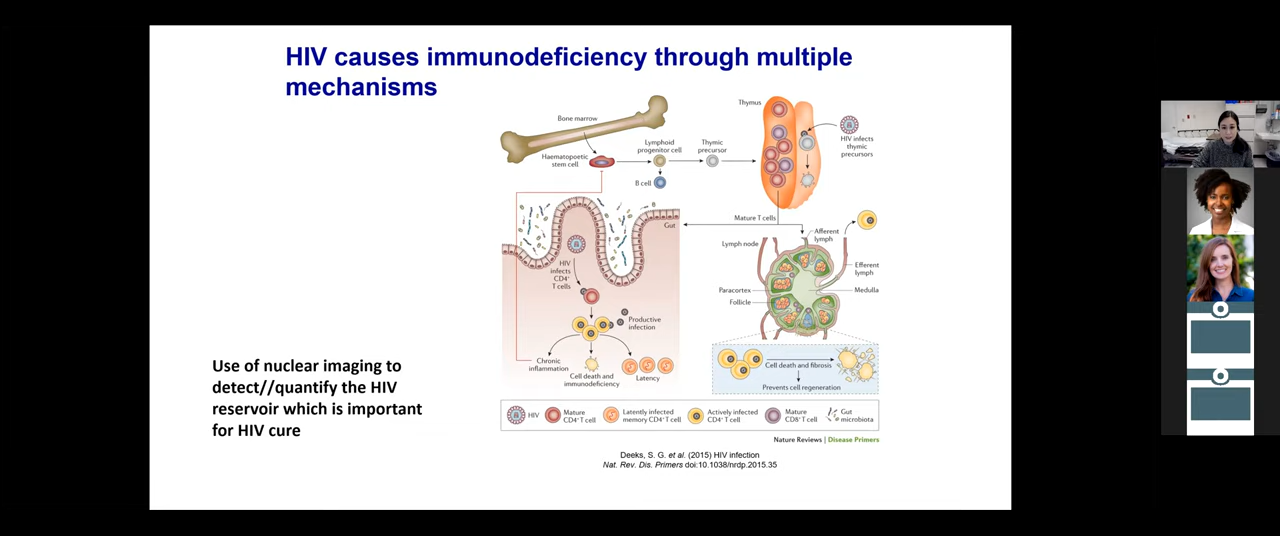 HIV causes immunodeficiency through multiple
mechanisms
Bone marrow
Haematopoetic
stem cell
Lymphoid
progenitor cell
Thymic
precursor
B cell
Thymus
HIV infects
thymic
precursors
Mature T cells
Gut
HIV
infects
CD4⁺
T cells
Productive
infection
Chronic
inflammation
Cell death and
immunodeficiency
Latency
Lymph node
Afferent
lymph
Efferent
lymph
Paracortex
Medulla
Follicle
Cell death and fibrosis
Prevents cell regeneration
Use of nuclear imaging to
detect//quantify the HIV
reservoir which is important
for HIV cure
HIV
Mature
CD4⁺T cell
Latently infected
memory CD4⁺T cell
Actively infected
CD4⁺T cell
Mature
CD8⁺T cell
Gut
microbiota
Nature Reviews | Disease Primers
Deeks, S. G. et al. (2015) HIV infection
Nat. Rev. Dis. Primers doi:10.1038/nrdp.2015.35